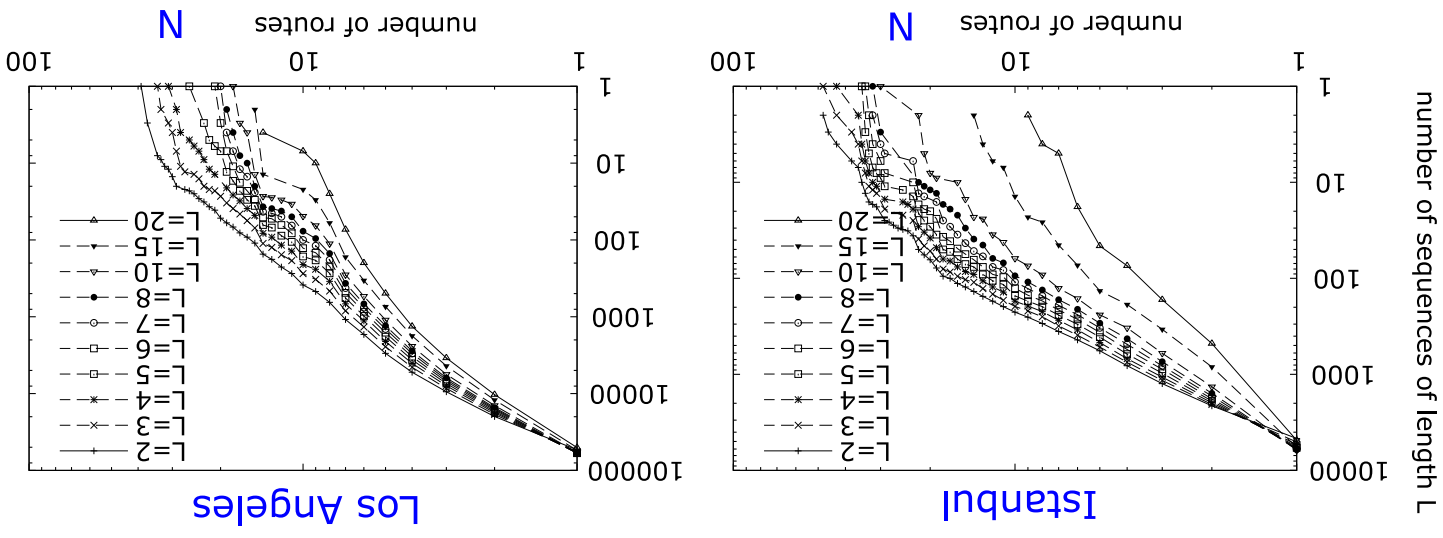 number of sequences of length L
Istanbul
10000
1000
100
10
1
L=2
L=3
L=4
L=5
L=6
L=7
L=8
L=10
L=15
L=20
1 10 100
number of routes N
Los Angeles
100000
10000
1000
100
10
1
L=2
L=3
L=4
L=5
L=6
L=7
L=8
L=10
L=15
L=20
1 10 100
number of routes N